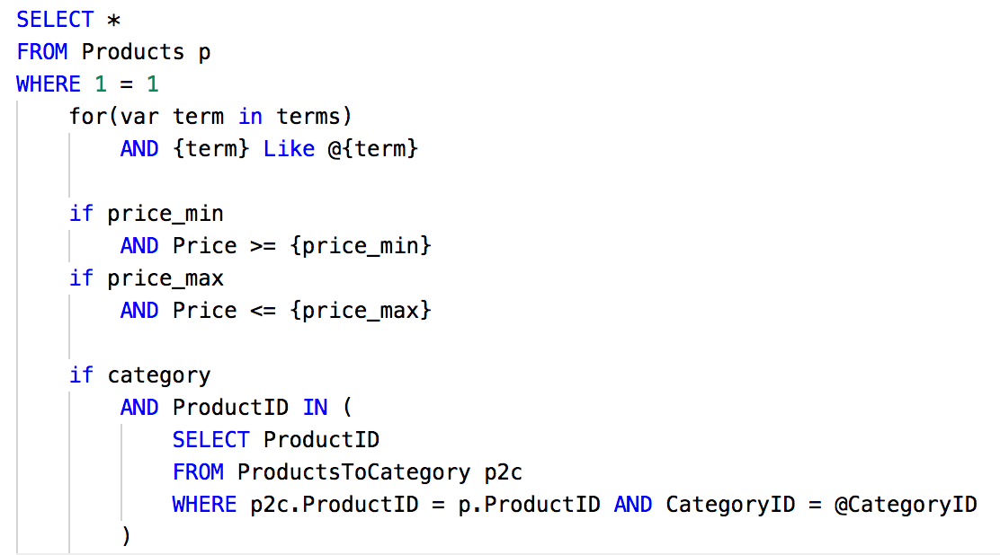 SELECT *
FROM Products p
WHERE 1 = 1
for(var term in terms)
AND {term} Like @{term}
if price_min
AND Price >= {price_min}
if price_max
AND Price <= {price_max}
if category
AND ProductID IN (
SELECT ProductID
FROM ProductsToCategory p2c
WHERE p2c.ProductID = p.ProductID AND CategoryID = @CategoryID
)